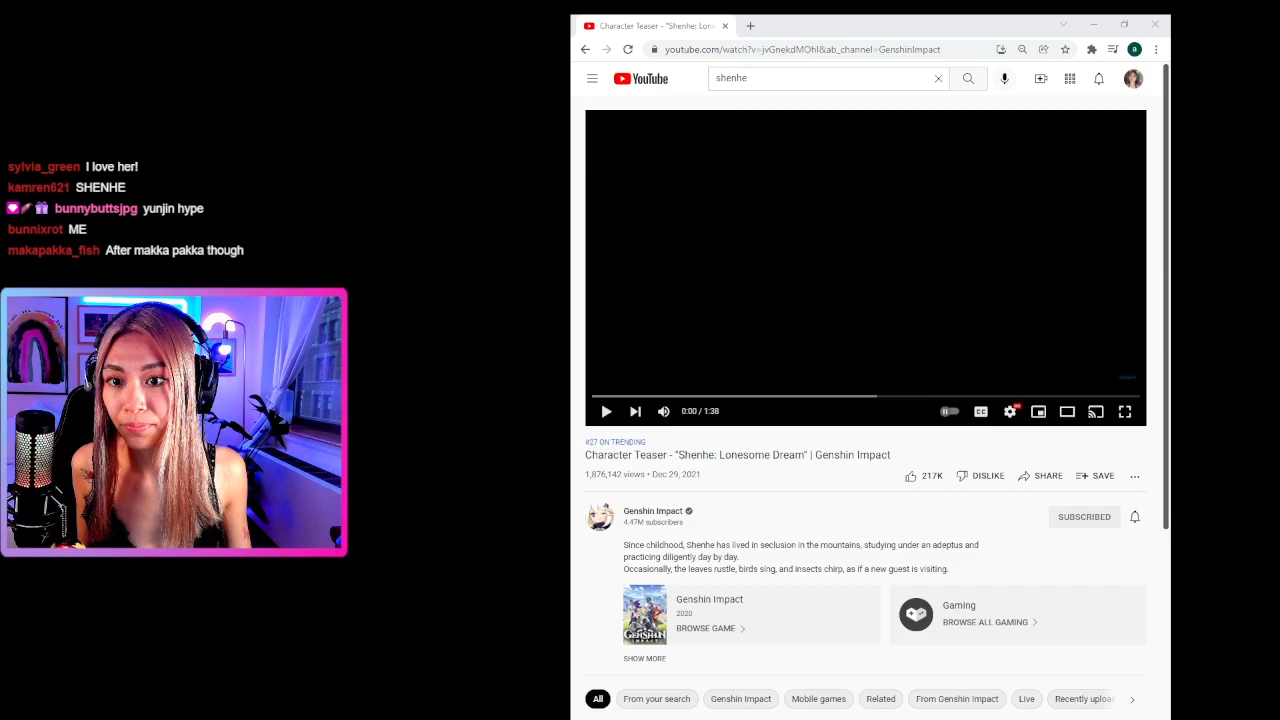 Character Teaser - "Shenhe: Lon
youtube.com/watch?v=jvGnekdMOhI&ab_channel=GenshinImpact
a
YouTube
shenhe
sylvia_green I love her!
kamren621 SHENHE
bunnybuttsjpg yunjin hype
bunnixrot ME
makapakka_fish After makka pakka though
0:00 / 1:38
CC
#27 ON TRENDING
Character Teaser - "Shenhe: Lonesome Dream" | Genshin Impact
1,876,142 views • Dec 29, 2021
217K DISLIKE SHARE SAVE
Genshin Impact
4.47M subscribers
SUBSCRIBED
Since childhood, Shenhe has lived in seclusion in the mountains, studying under an adeptus and
practicing diligently day by day.
Occasionally, the leaves rustle, birds sing, and insects chirp, as if a new guest is visiting.
GENSHIN
Genshin Impact
2020
BROWSE GAME
Gaming
BROWSE ALL GAMING
SHOW MORE
All From your search Genshin Impact Mobile games Related From Genshin Impact Live Recently uploa